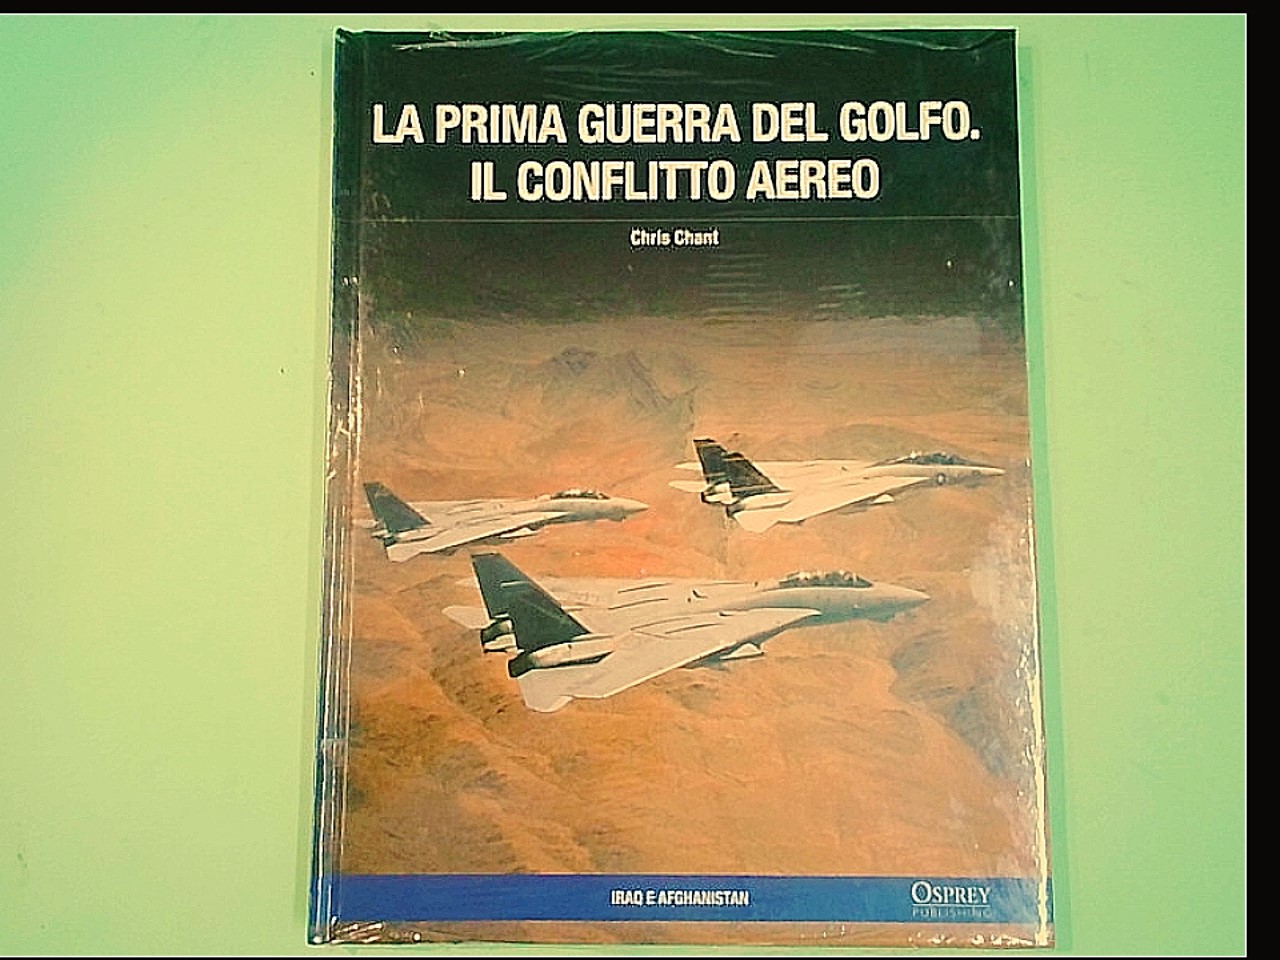 LA PRIMA GUERRA DEL GOLFO.
IL CONFLITTO AEREO
Chris Chant
IRAQ E AFGHANISTAN
OSPREY
PUBLISHING